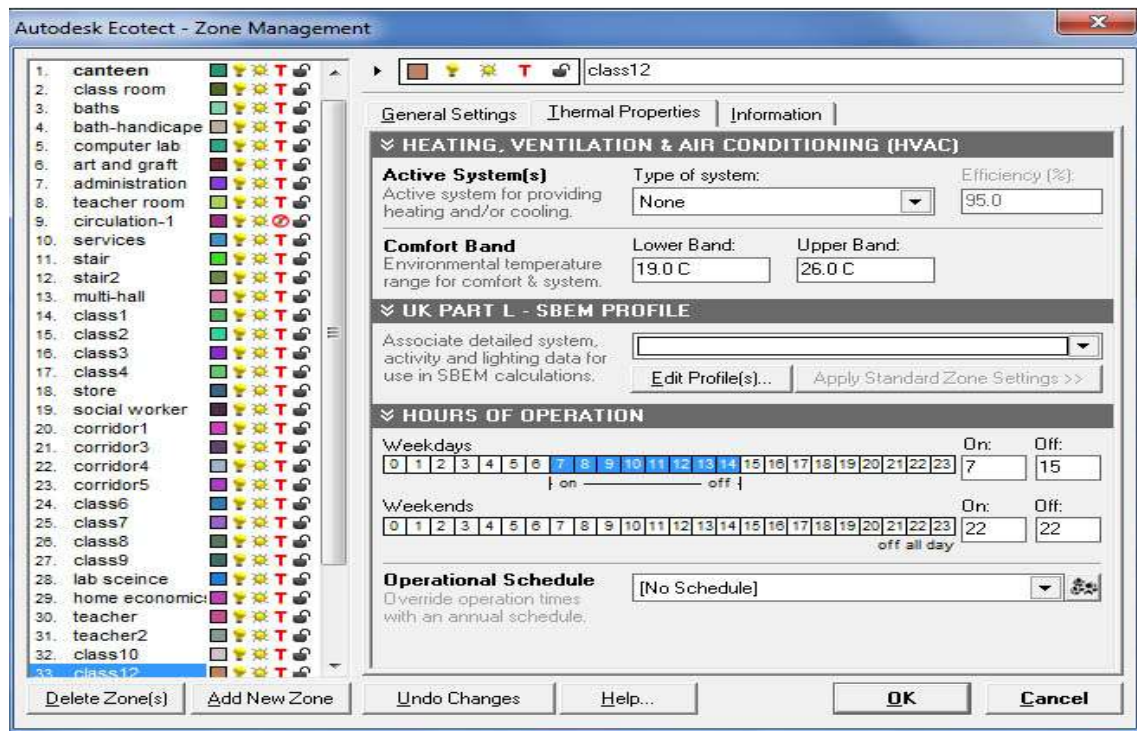 Autodesk Ecotect - Zone Management
1. canteen T
2. class room T
3. baths T
4. bath-handicape T
5. computer lab T
6. art and graft T
7. administration T
8. teacher room T
9. circulation-1
10. services T
11. stair T
12. stair2 T
13. multi-hall T
14. class1 T
15. class2 T
16. class3 T
17. class4 T
18. store T
19. social worker T
20. corridor1 T
21. corridor3 T
22. corridor4 T
23. corridor5 T
24. class6 T
25. class7 T
26. class8 T
27. class9 T
28. lab sceince T
29. home economic: T
30. teacher T
31. teacher2 T
32. class10 T
33. class12 T
Delete Zone(s) Add New Zone
T class12
General Settings Thermal Properties Information
HEATING, VENTILATION & AIR CONDITIONING (HVAC)
Active System(s) Type of system: Efficiency (%):
Active system for providing None 95.0
heating and/or cooling.
Comfort Band Lower Band: Upper Band:
Environmental temperature 19.0 C 26.0 C
range for comfort & system.
UK PART L - SBEM PROFILE
Associate detailed system,
activity and lighting data for
use in SBEM calculations. Edit Profile(s)... Apply Standard Zone Settings >>
HOURS OF OPERATION
Weekdays On: Off:
0 1 2 3 4 5 6 7 8 9 10 11 12 13 14 15 16 17 18 19 20 21 22 23 7 15
on off
Weekends On: Off:
0 1 2 3 4 5 6 7 8 9 10 11 12 13 14 15 16 17 18 19 20 21 22 23 22 22
off all day
Operational Schedule [No Schedule]
Override operation times
with an annual schedule.
Undo Changes Help... OK Cancel